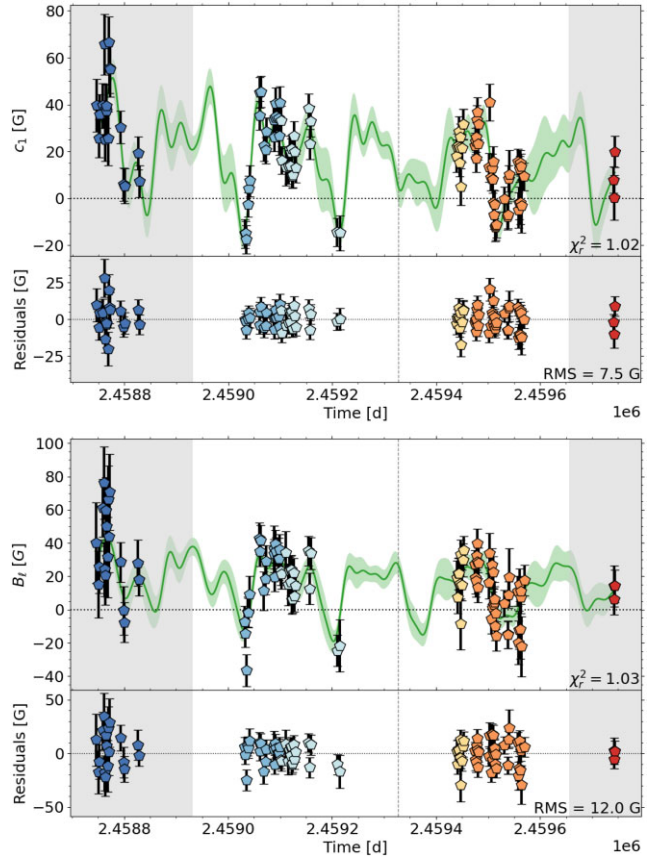 80
60
40
20
0
−20
c₁ [G]
χ²ᵣ = 1.02
25
0
−25
Residuals [G]
RMS = 7.5 G
2.4588 2.4590 2.4592 2.4594 2.4596
Time [d]
1e6
100
80
60
40
20
0
−20
−40
Bℓ [G]
χ²ᵣ = 1.03
50
0
−50
Residuals [G]
RMS = 12.0 G
2.4588 2.4590 2.4592 2.4594 2.4596
Time [d]
1e6